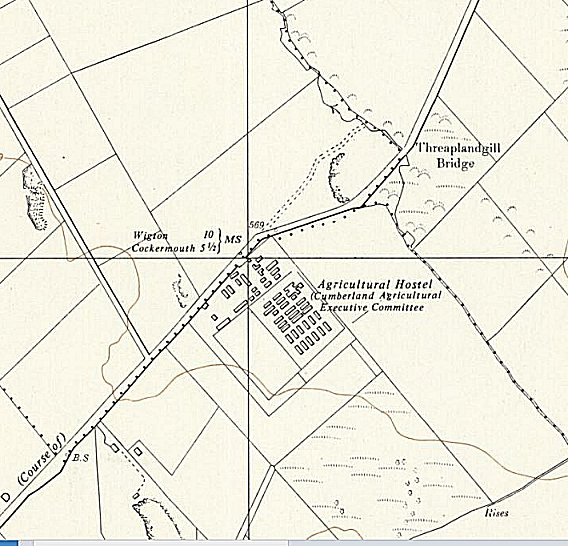 Threaplandgill
Bridge
569
Wigton 10
Cockermouth 5½
MS
Agricultural Hostel
(Cumberland Agricultural
Executive Committee
D (Course of)
B.S
Rises